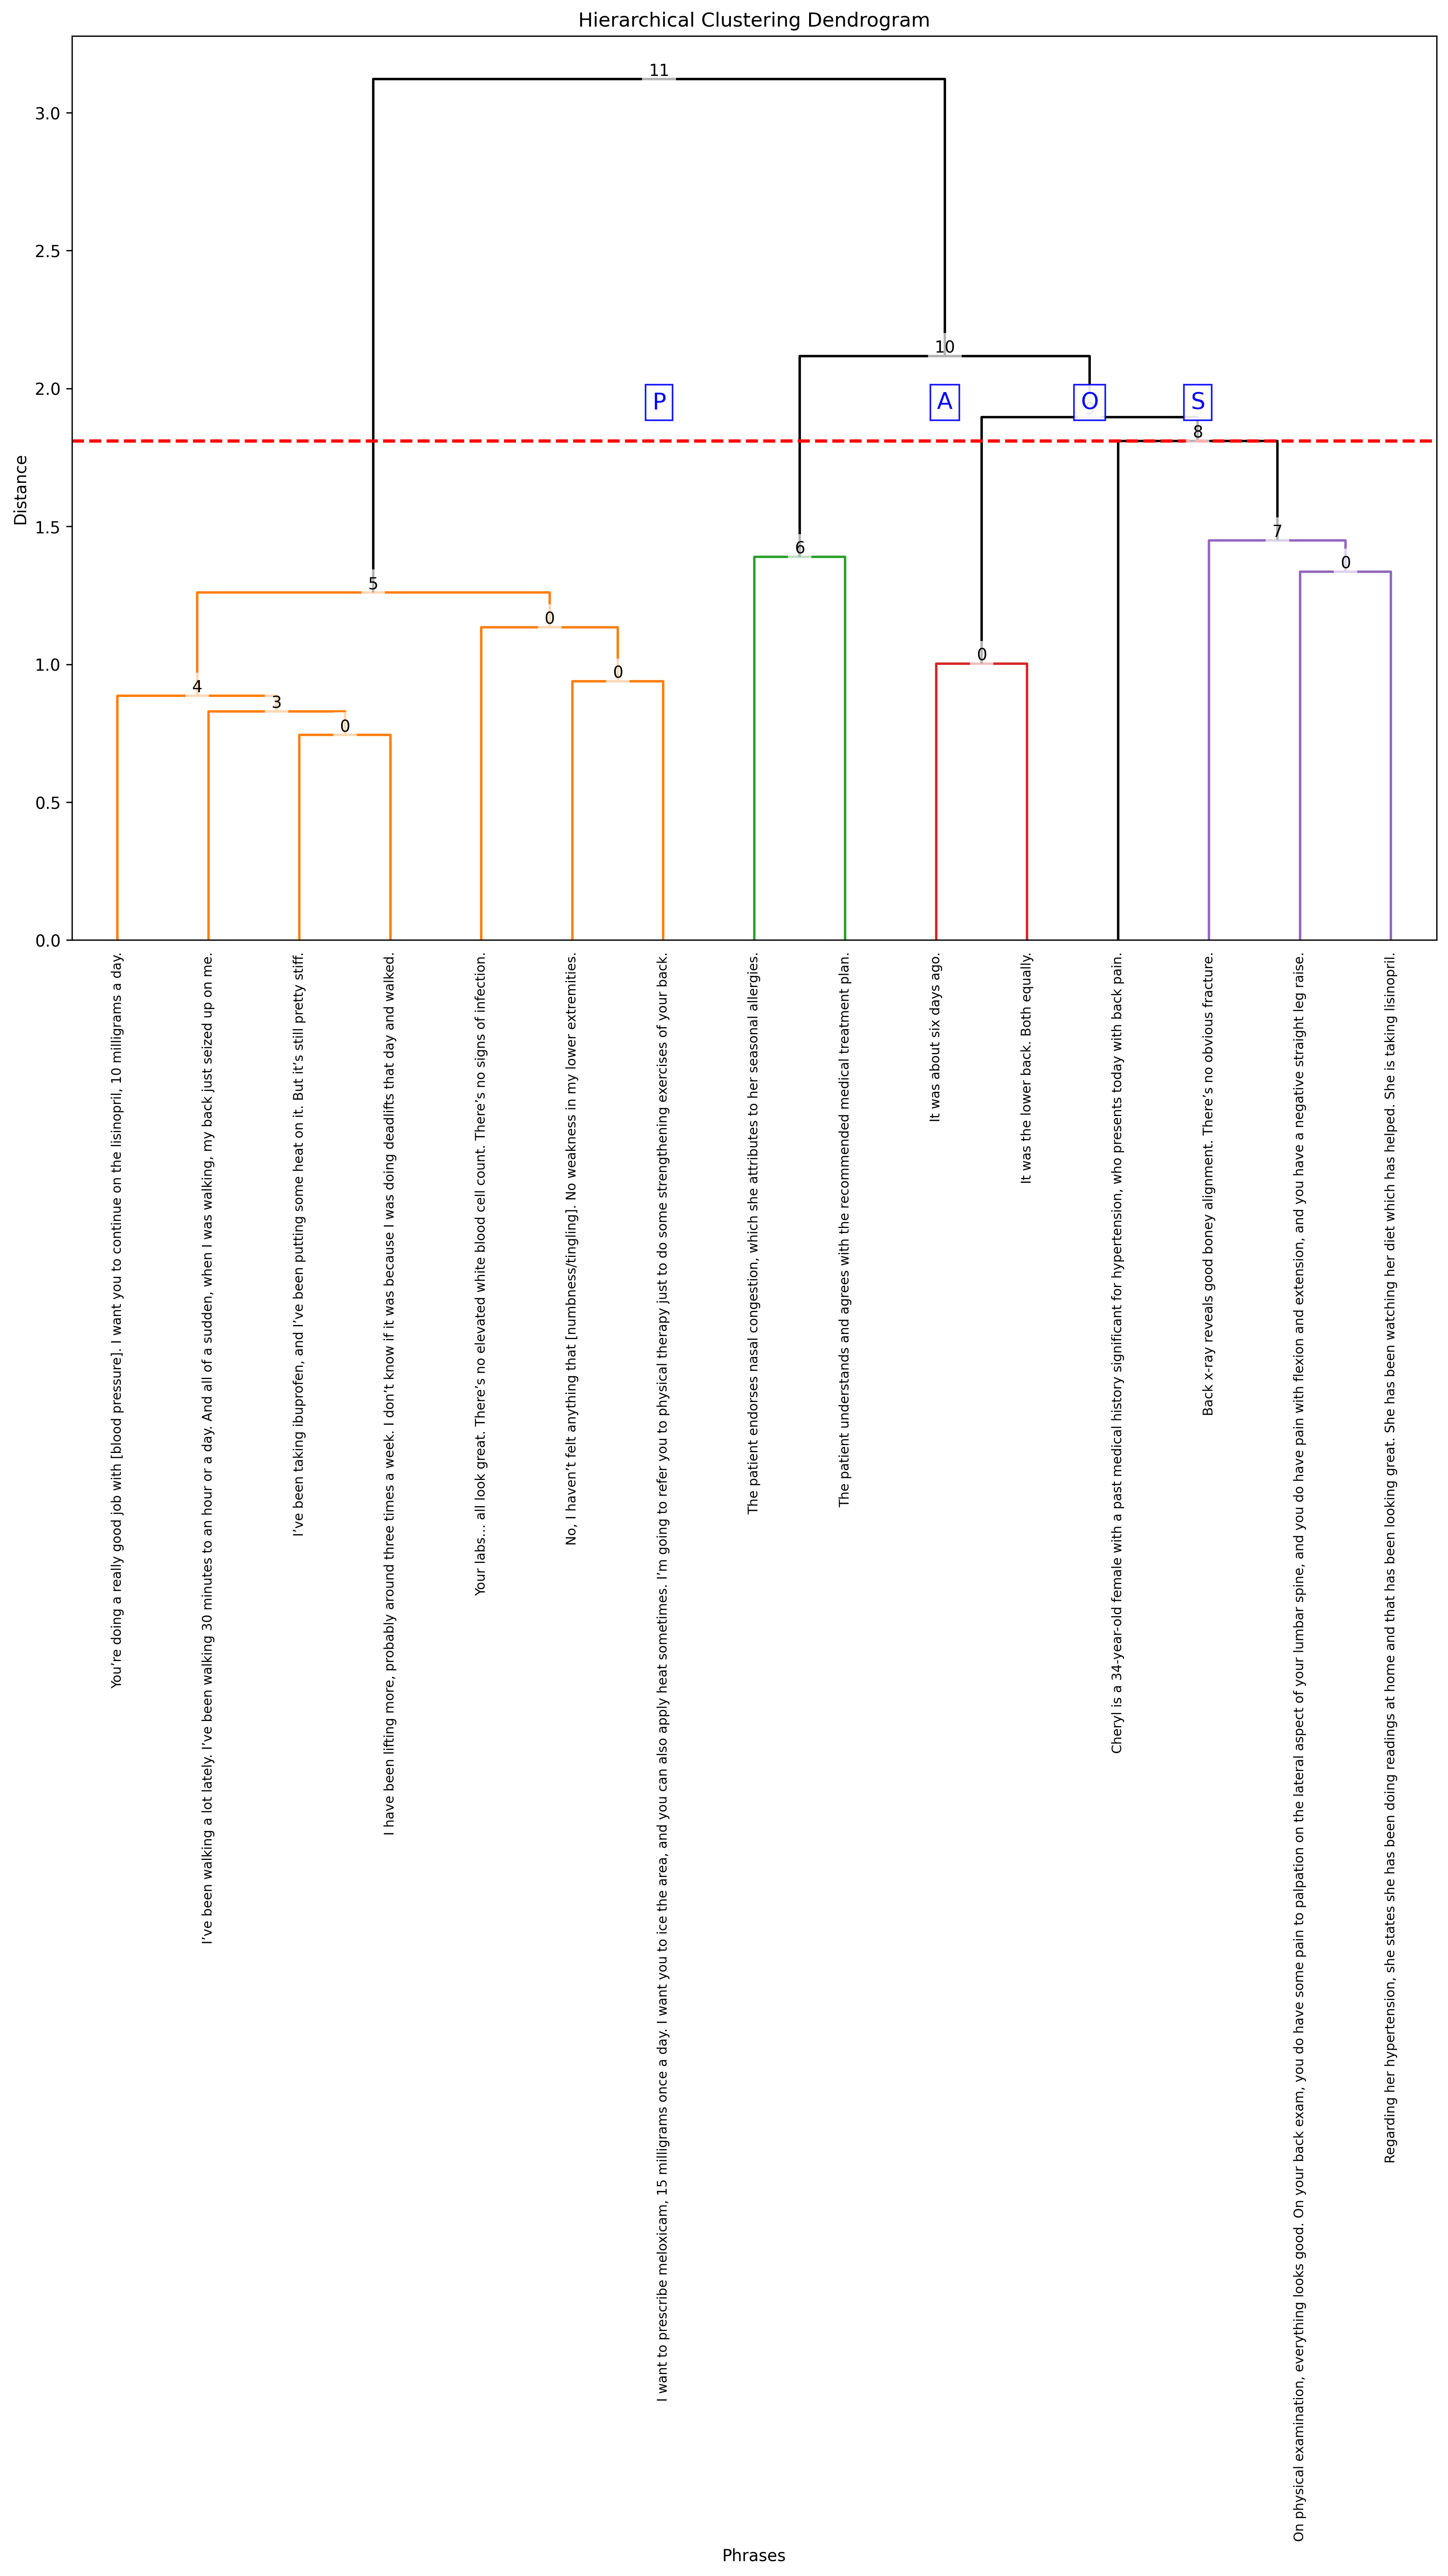 Hierarchical Clustering Dendrogram
11
3.0
2.5
10
2.0
P
A
O
S
8
Distance
1.5
7
6
0
5
0
1.0
0
0
4
3
0
0.5
0.0
You’re doing a really good job with [blood pressure]. I want you to continue on the lisinopril, 10 milligrams a day.
I’ve been walking a lot lately. I’ve been walking 30 minutes to an hour or a day. And all of a sudden, when I was walking, my back just seized up on me.
I’ve been taking ibuprofen, and I’ve been putting some heat on it. But it’s still pretty stiff.
I have been lifting more, probably around three times a week. I don’t know if it was because I was doing deadlifts that day and walked.
Your labs… all look great. There’s no elevated white blood cell count. There’s no signs of infection.
No, I haven’t felt anything that [numbness/tingling]. No weakness in my lower extremities.
I want to prescribe meloxicam, 15 milligrams once a day. I want you to ice the area, and you can also apply heat sometimes. I’m going to refer you to physical therapy just to do some strengthening exercises of your back.
The patient endorses nasal congestion, which she attributes to her seasonal allergies.
The patient understands and agrees with the recommended medical treatment plan.
It was about six days ago.
It was the lower back. Both equally.
Cheryl is a 34-year-old female with a past medical history significant for hypertension, who presents today with back pain.
Back x-ray reveals good boney alignment. There’s no obvious fracture.
On physical examination, everything looks good. On your back exam, you do have some pain to palpation on the lateral aspect of your lumbar spine, and you do have pain with flexion and extension, and you have a negative straight leg raise.
Regarding her hypertension, she states she has been doing readings at home and that has been looking great. She has been watching her diet which has helped. She is taking lisinopril.
Phrases